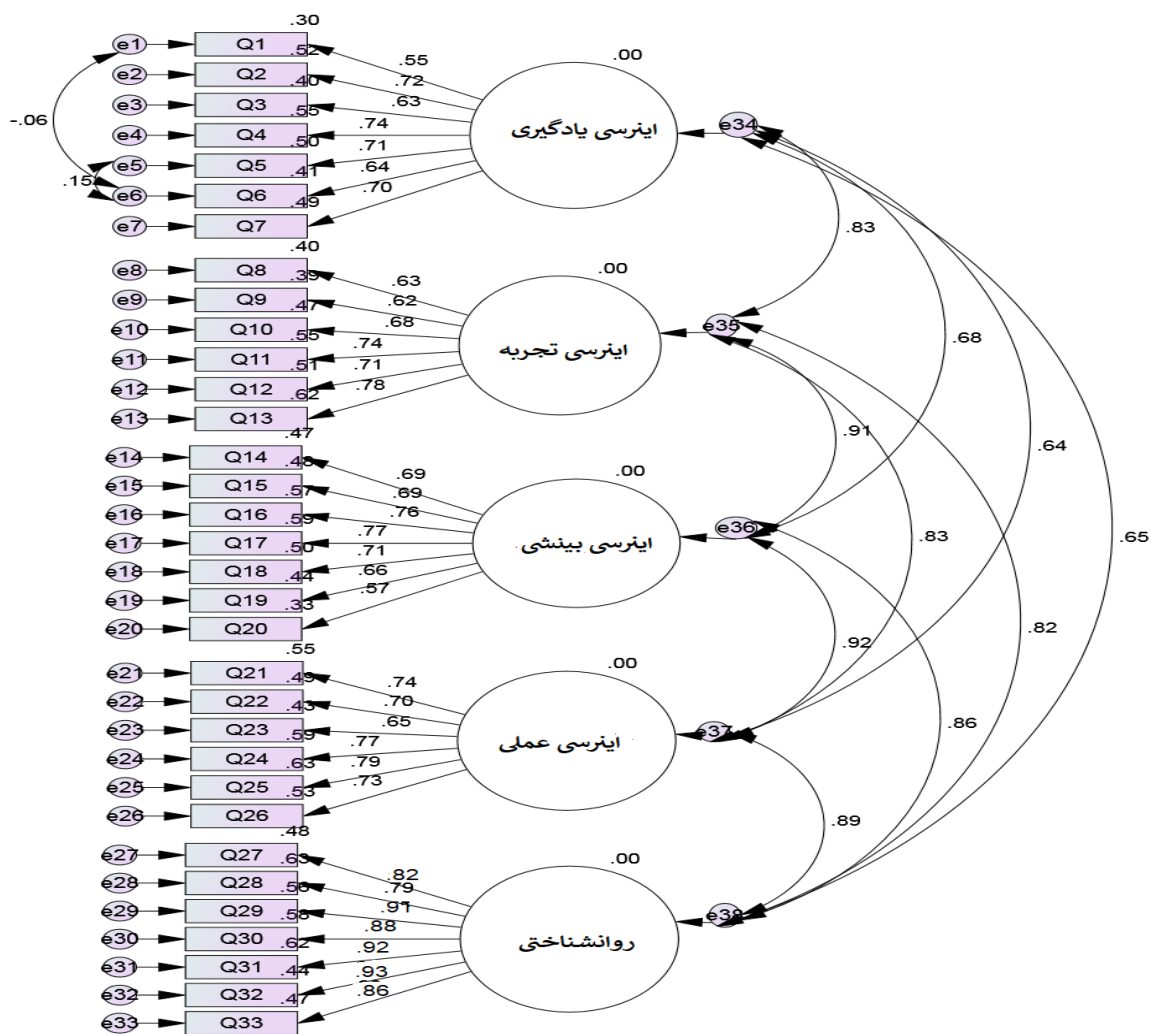 .30
e1 Q1 .55 .00
.52
e2 Q2 .72
.40
e3 Q3 .63
.55
-.06 e4 Q4 .74 اینرسی یادگیری e34
.50
e5 Q5 .71
.41
.15 e6 Q6 .64
.49
e7 Q7 .70
.83
.40
e8 Q8 .63 .00
.39
e9 Q9 .62
.47
e10 Q10 .68 e35
.55
e11 Q11 .74 اینرسی تجربه .68
.51
e12 Q12 .71
.62
e13 Q13 .78
.91 .64
.47
e14 Q14 .69 .00
.48
e15 Q15 .69
.57
e16 Q16 .76 e36
.59
e17 Q17 .77 اینرسی بینشی .83 .65
.50
e18 Q18 .71
.44
e19 Q19 .66
.33
e20 Q20 .57
.92 .82
.55
e21 Q21 .74 .00
.49
e22 Q22 .70 .86
.43
e23 Q23 .65 e37
.59
e24 Q24 .77 اینرسی عملی
.63
e25 Q25 .79
.53
e26 Q26 .73
.89
.48
e27 Q27 .82 .00
.63
e28 Q28 .79
e29 Q29 .91 e38
.58
e30 Q30 .88 روانشناختی
.62
e31 Q31 .92
.44
e32 Q32 .93
.47
e33 Q33 .86